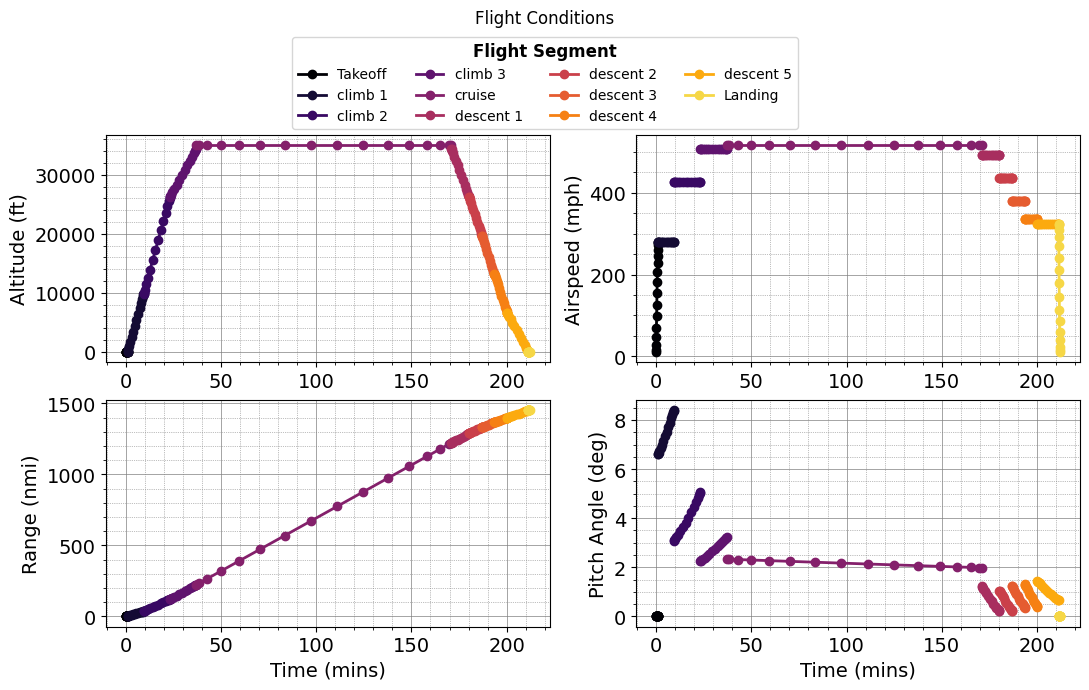 Flight Conditions
Flight Segment
Takeoff climb 3 descent 2 descent 5
climb 1 cruise descent 3 Landing
climb 2 descent 1 descent 4
Altitude (ft)
30000
20000
10000
0
0 50 100 150 200
Airspeed (mph)
400
200
0
0 50 100 150 200
Range (nmi)
1500
1000
500
0
0 50 100 150 200
Time (mins)
Pitch Angle (deg)
8
6
4
2
0
0 50 100 150 200
Time (mins)